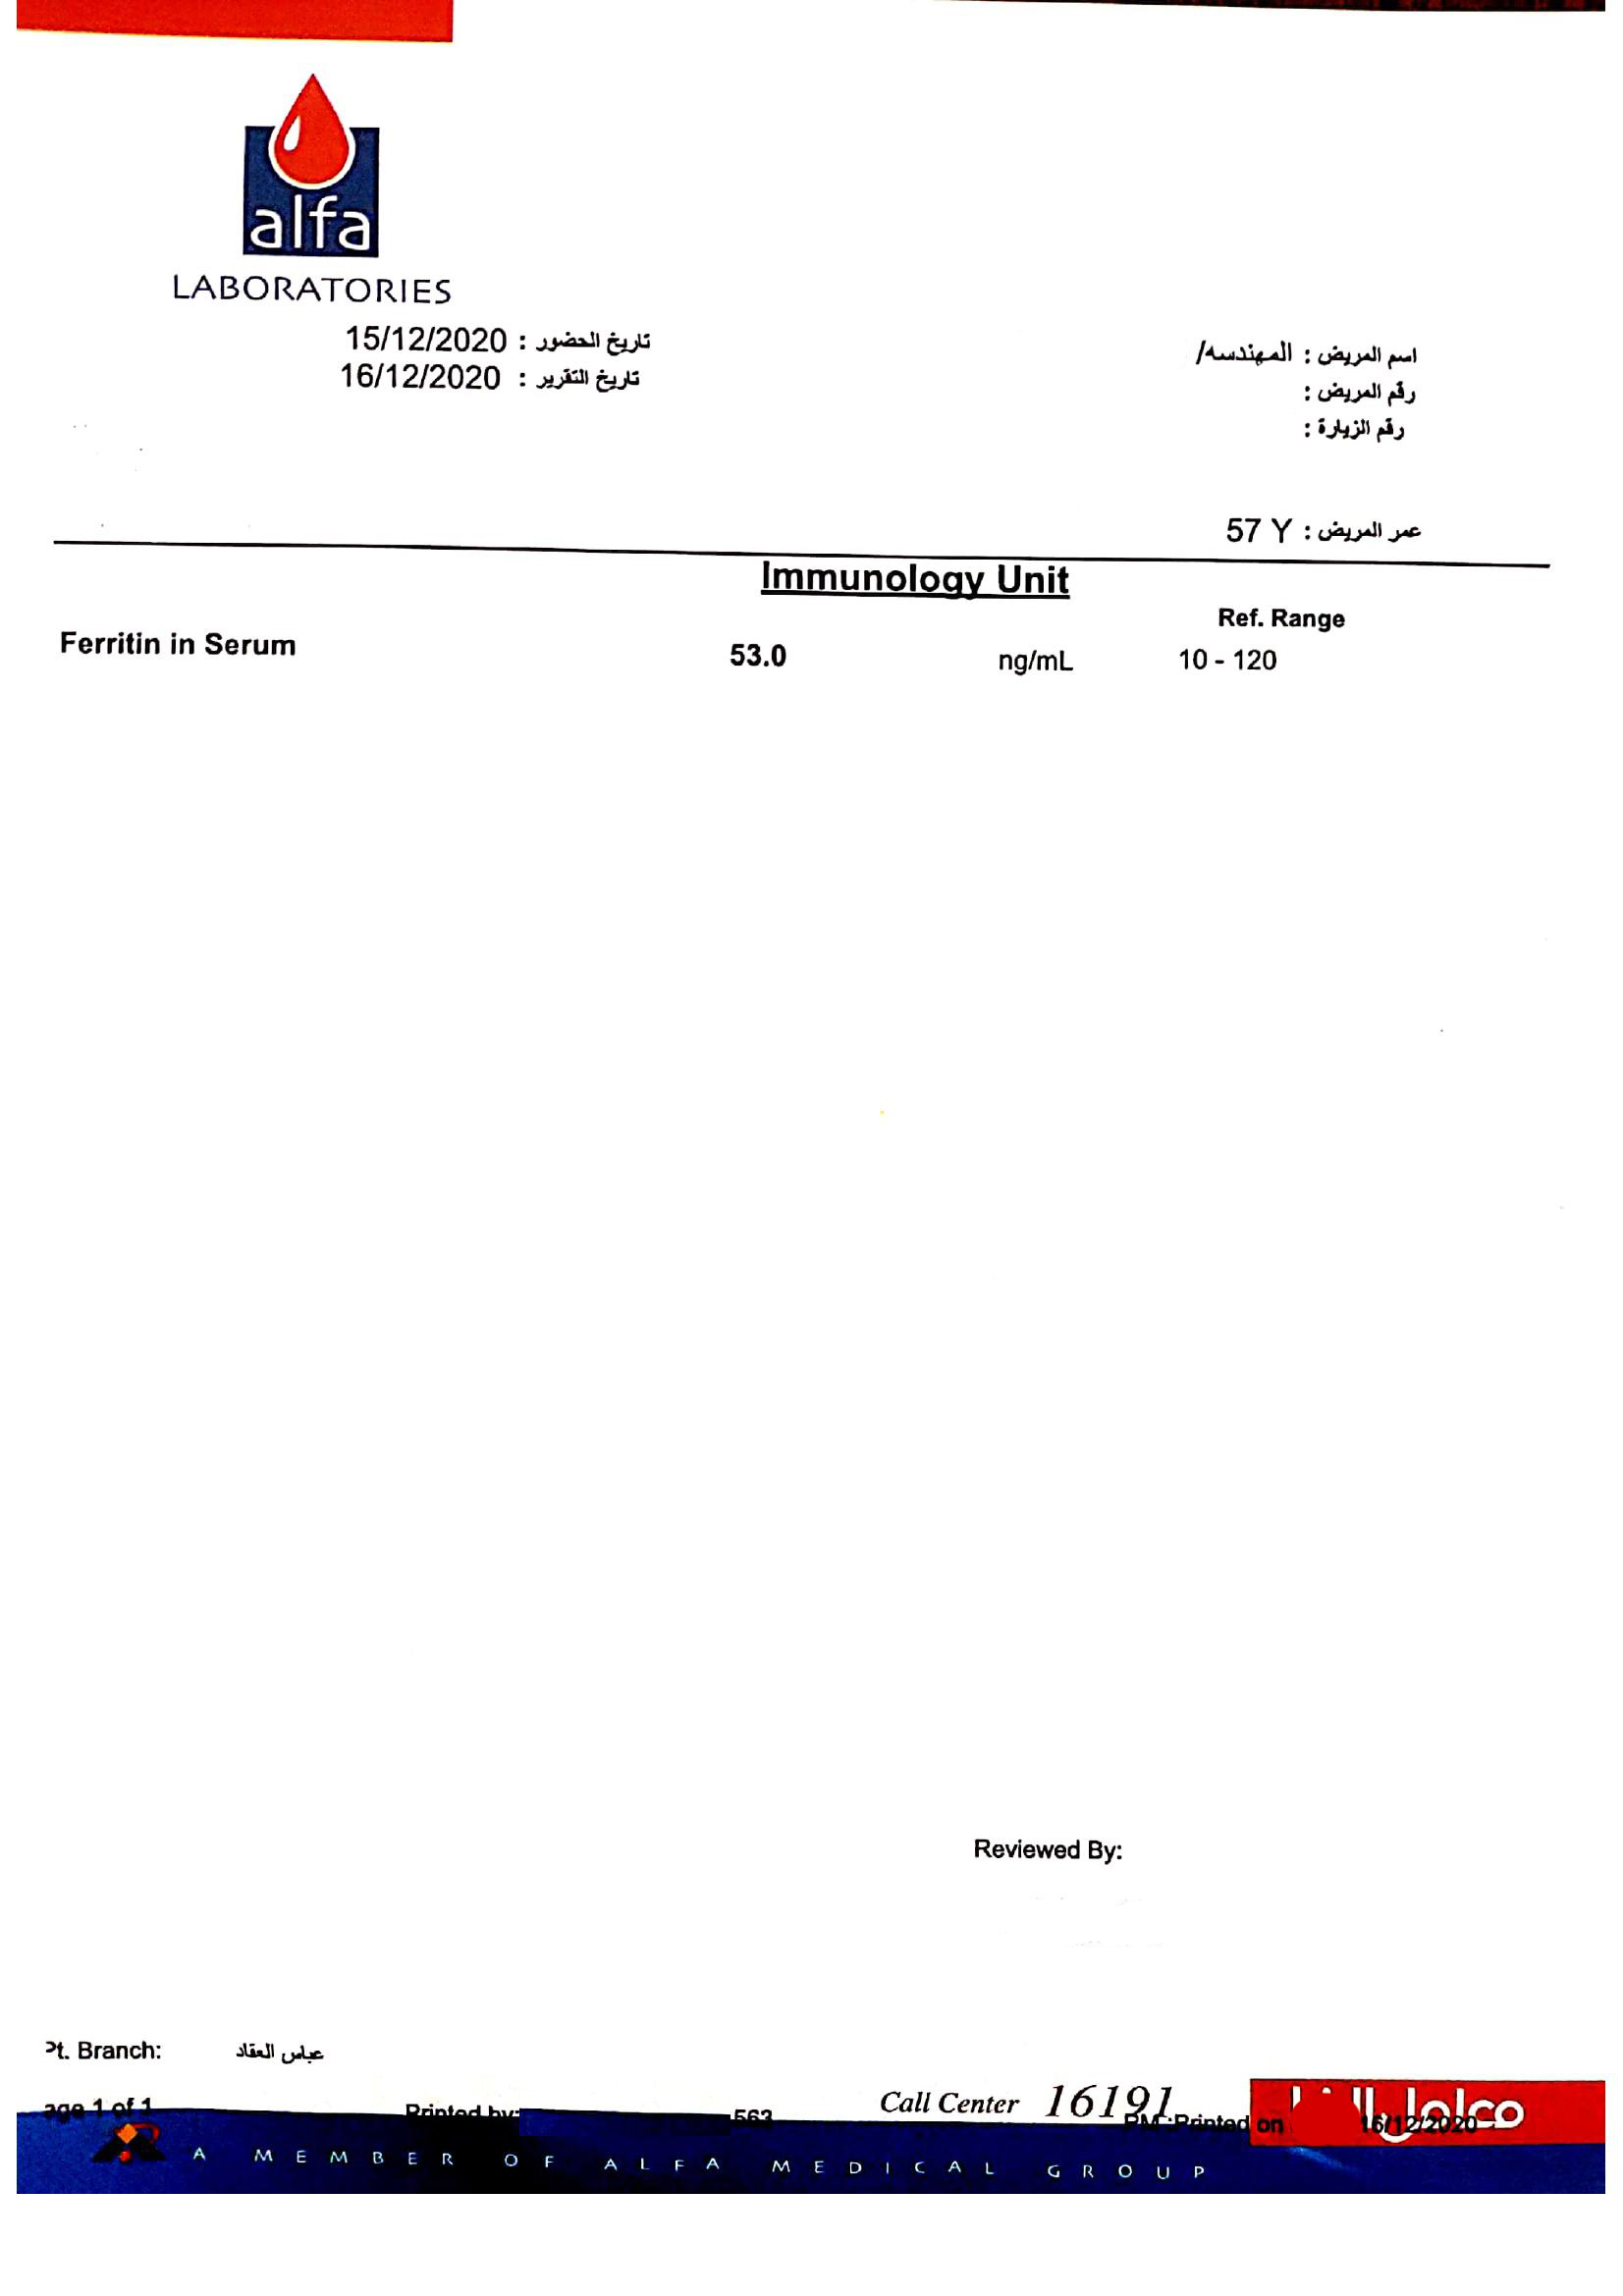 alfa
LABORATORIES
تاريخ الحضور : 15/12/2020
تاريخ التقرير : 16/12/2020
اسم المريض : المهندسه/
رقم المريض :
رقم الزيارة :
عمر المريض : 57 Y
Immunology Unit
Ref. Range
Ferritin in Serum 53.0 ng/mL 10 - 120
Reviewed By:
Pt. Branch: عباس العقاد
age 1 of 1 Printed by: 563 Call Center 16191 PM :Printed on 16/12/2020
A MEMBER OF ALFA MEDICAL GROUP